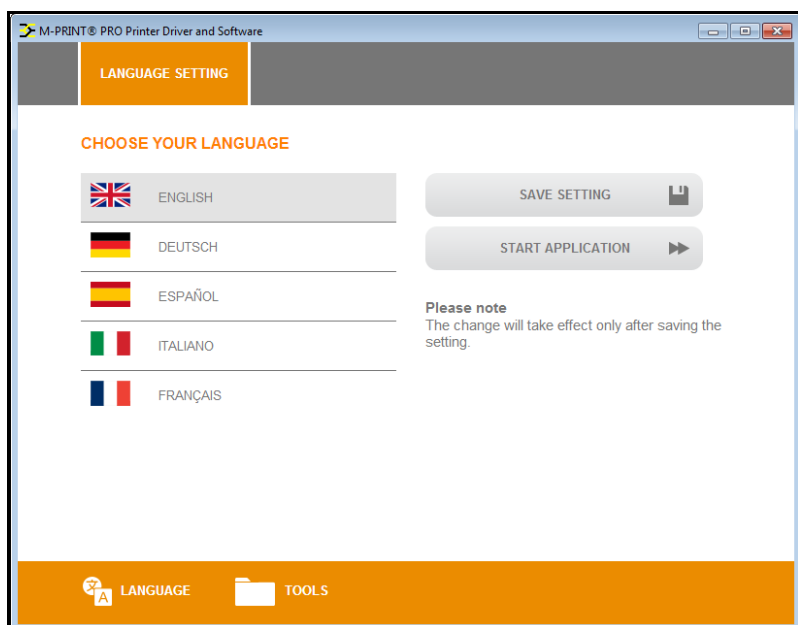 M-PRINT® PRO Printer Driver and Software
LANGUAGE SETTING
CHOOSE YOUR LANGUAGE
ENGLISH
DEUTSCH
ESPAÑOL
ITALIANO
FRANÇAIS
SAVE SETTING
START APPLICATION
Please note
The change will take effect only after saving the
setting.
文
A
LANGUAGE
TOOLS